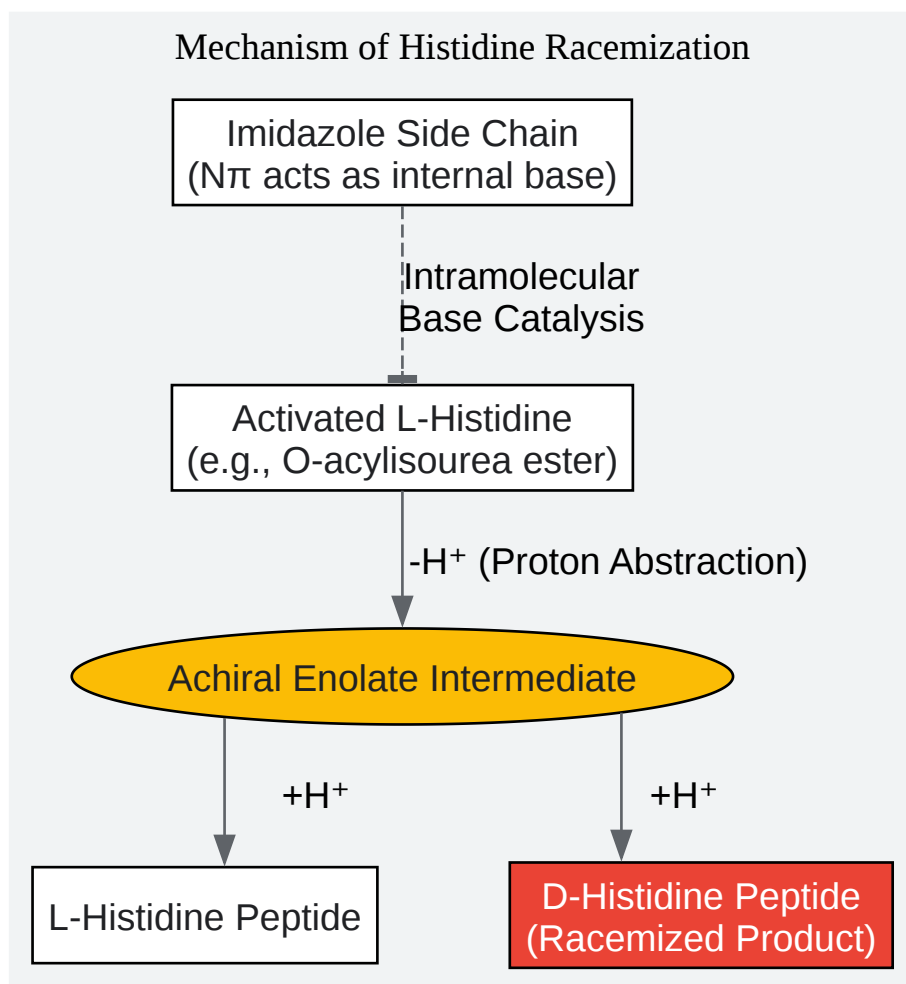 Mechanism of Histidine Racemization
Imidazole Side Chain
(Nπ acts as internal base)
Intramolecular
Base Catalysis
Activated L-Histidine
(e.g., O-acylisourea ester)
-H⁺ (Proton Abstraction)
Achiral Enolate Intermediate
+H⁺
+H⁺
L-Histidine Peptide
D-Histidine Peptide
(Racemized Product)